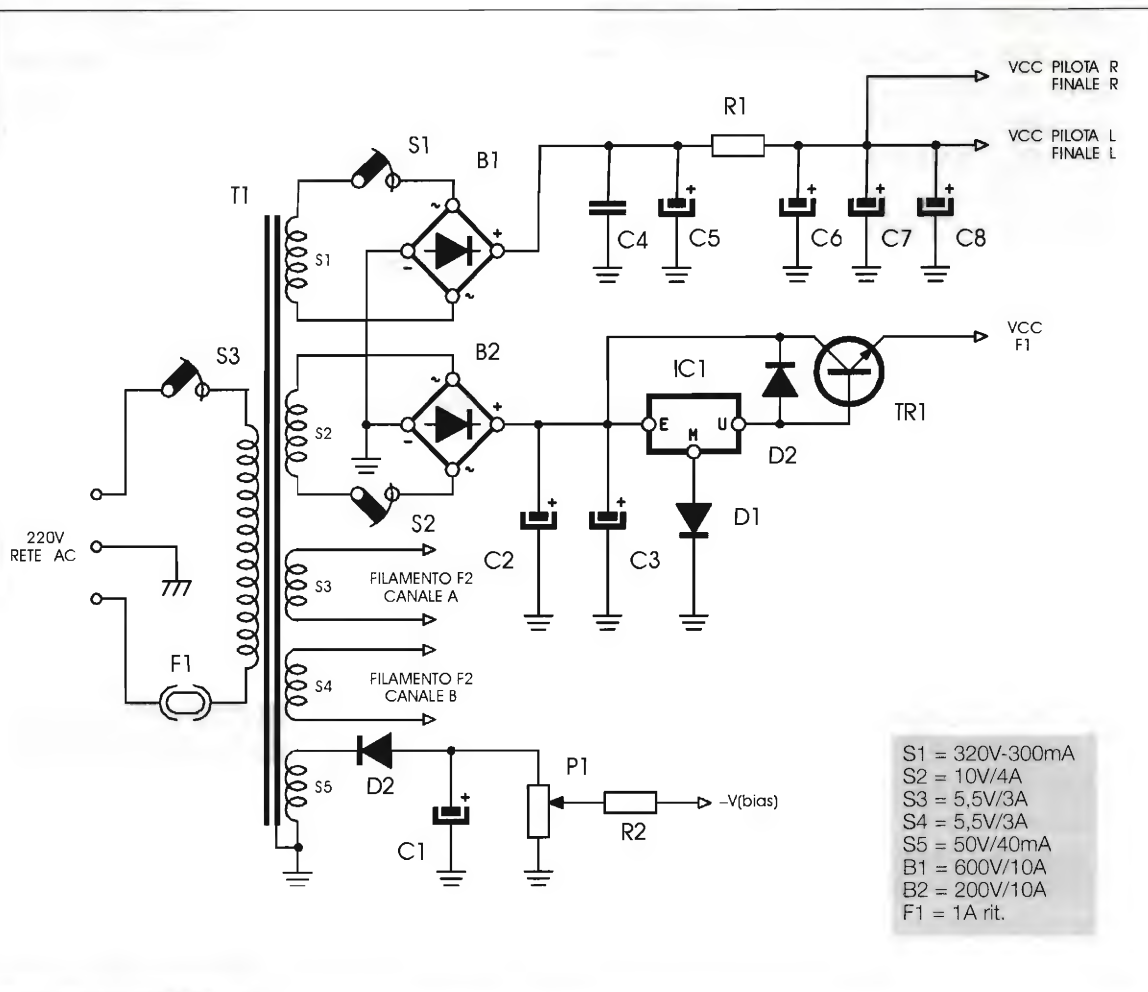 VCC PILOTA R
FINALE R
R1
VCC PILOTA L
FINALE L
S1
B1
T1
~
+
-
~
S1
+
C4
C5
+
C6
+
C7
+
C8
S3
B2
VCC
F1
~
+
-
~
IC1
E
U
M
TR1
D2
S2
S2
+
C2
+
C3
D1
220V
RETE AC
S3
FILAMENTO F2
CANALE A
F1
S4
FILAMENTO F2
CANALE B
S5
D2
+
C1
P1
R2
–V(bias)
S1 = 320V-300mA
S2 = 10V/4A
S3 = 5,5V/3A
S4 = 5,5V/3A
S5 = 50V/40mA
B1 = 600V/10A
B2 = 200V/10A
F1 = 1A rit.